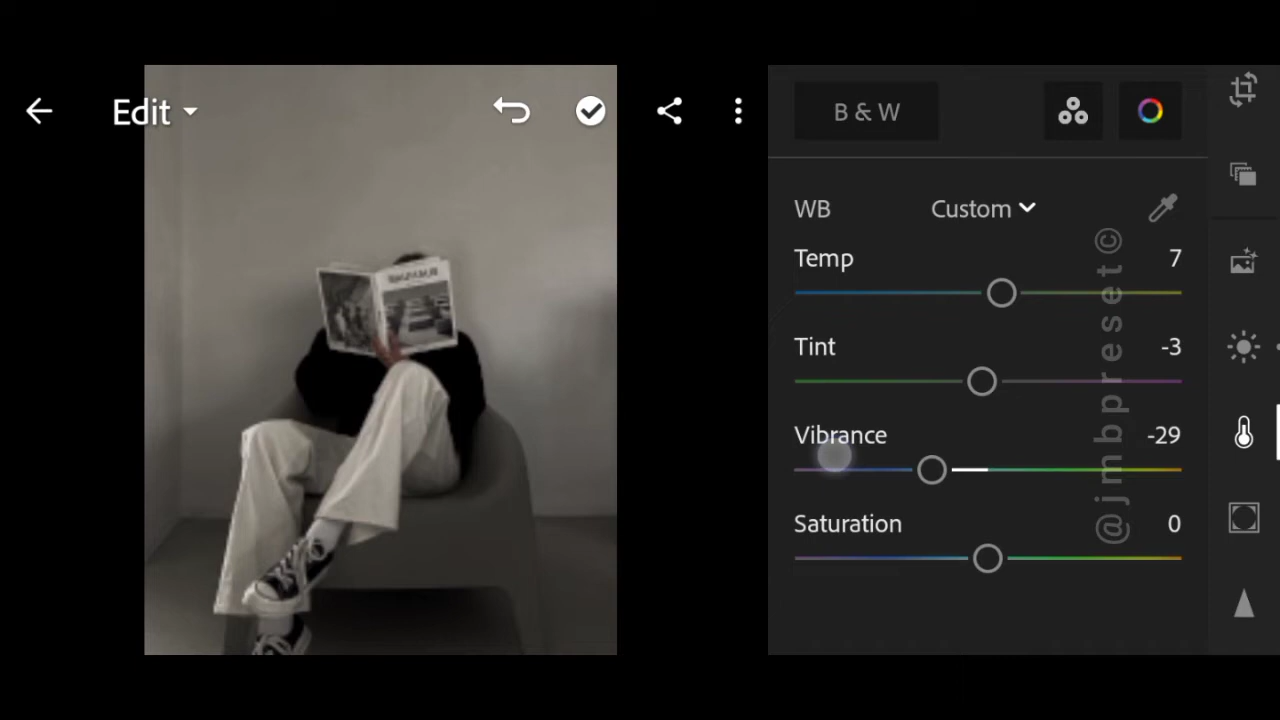 Edit
B & W
WB Custom
Temp 7
Tint -3
Vibrance -29
Saturation 0
@jmbpreset©